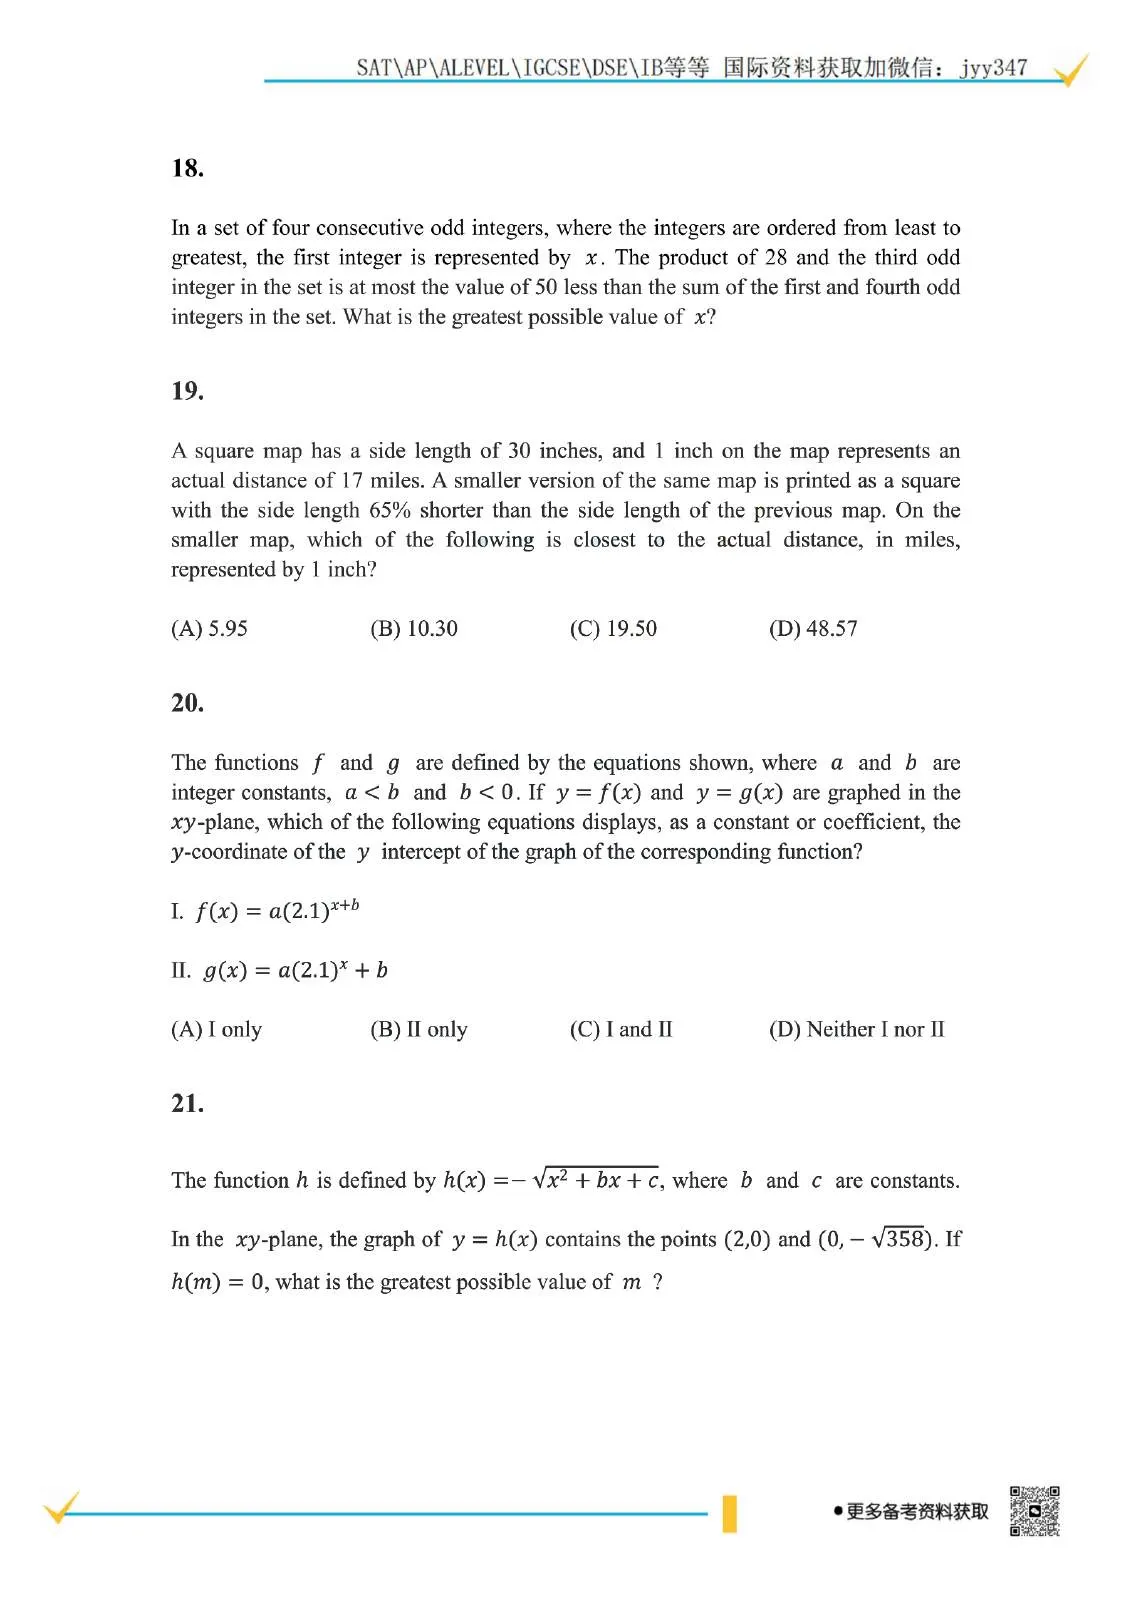 SAT\AP\ALEVEL\IGCSE\DSE\IB等等 国际资料获取加微信：jyy347
18.
In a set of four consecutive odd integers, where the integers are ordered from least to
greatest, the first integer is represented by x. The product of 28 and the third odd
integer in the set is at most the value of 50 less than the sum of the first and fourth odd
integers in the set. What is the greatest possible value of x?
19.
A square map has a side length of 30 inches, and 1 inch on the map represents an
actual distance of 17 miles. A smaller version of the same map is printed as a square
with the side length 65% shorter than the side length of the previous map. On the
smaller map, which of the following is closest to the actual distance, in miles,
represented by 1 inch?
(A) 5.95 (B) 10.30 (C) 19.50 (D) 48.57
20.
The functions f and g are defined by the equations shown, where a and b are
integer constants, a < b and b < 0. If y = f(x) and y = g(x) are graphed in the
xy-plane, which of the following equations displays, as a constant or coefficient, the
y-coordinate of the y intercept of the graph of the corresponding function?
I. f(x) = a(2.1)^{x+b}
II. g(x) = a(2.1)^x + b
(A) I only (B) II only (C) I and II (D) Neither I nor II
21.
The function h is defined by h(x) =− √(x² + bx + c), where b and c are constants.
In the xy-plane, the graph of y = h(x) contains the points (2,0) and (0, − √358). If
h(m) = 0, what is the greatest possible value of m ?
●更多备考资料获取